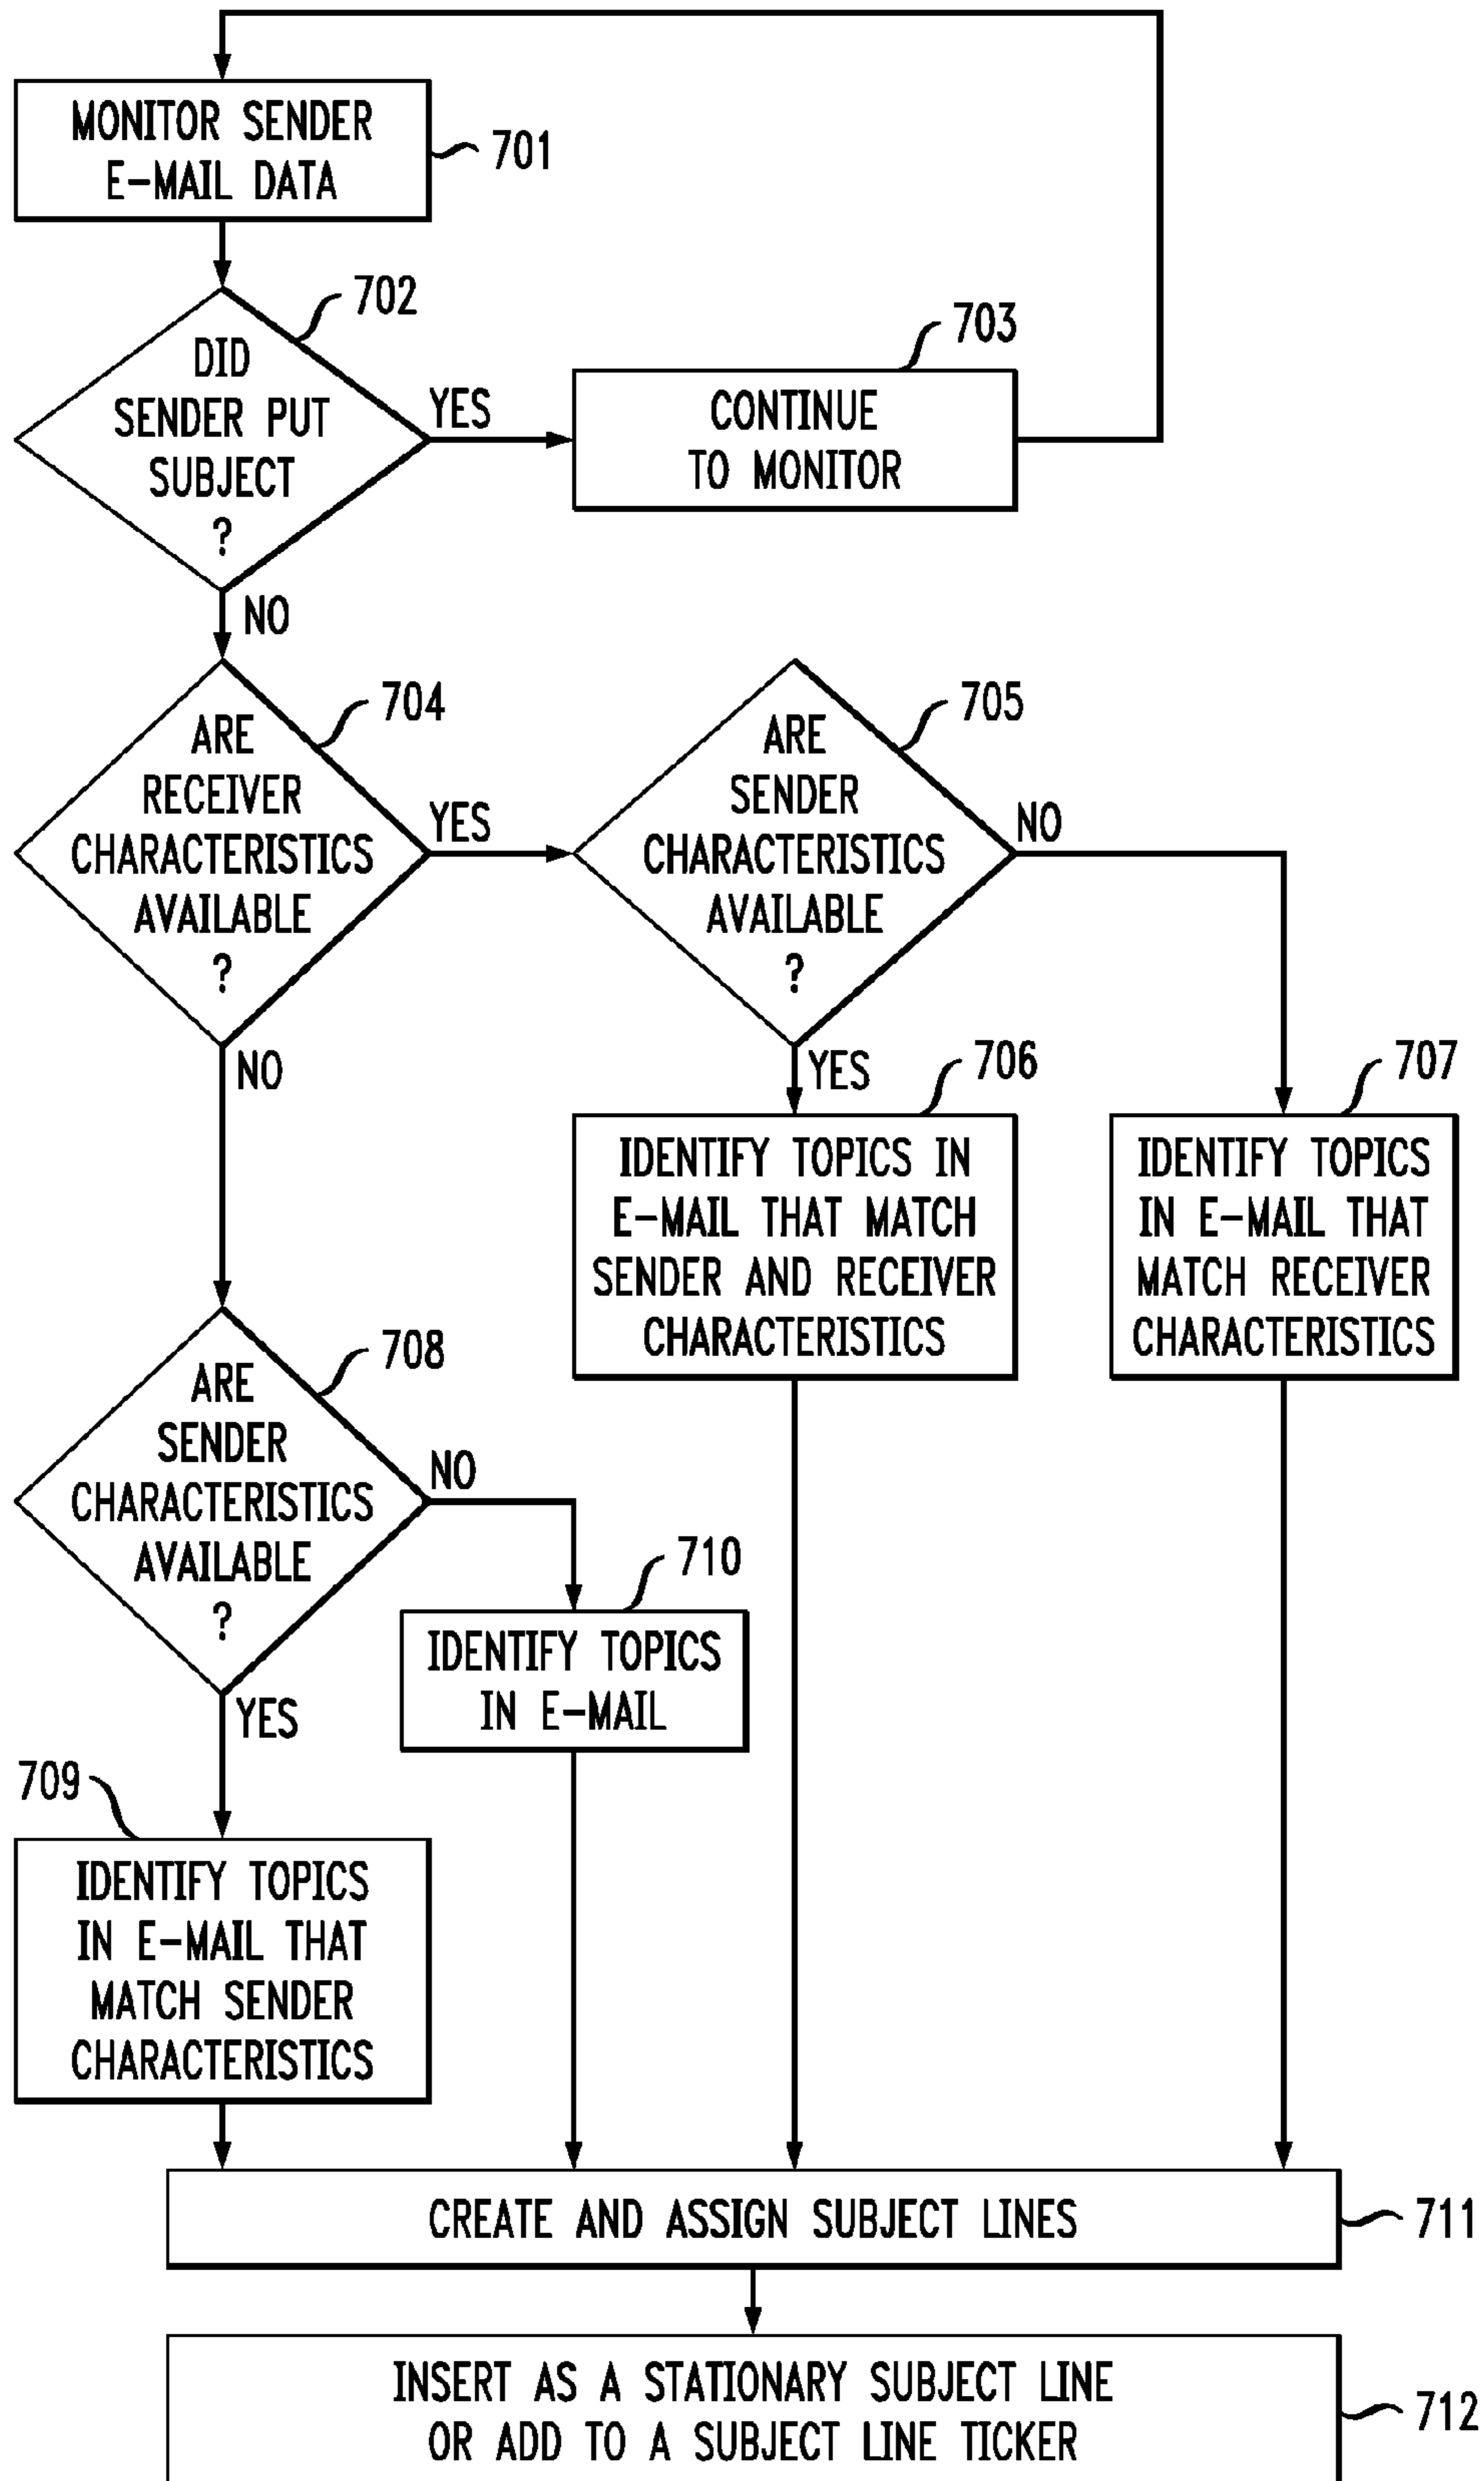 MONITOR SENDER
E-MAIL DATA
701
702
DID
SENDER PUT
SUBJECT
?
YES
703
CONTINUE
TO MONITOR
NO
704
ARE
RECEIVER
CHARACTERISTICS
AVAILABLE
?
YES
705
ARE
SENDER
CHARACTERISTICS
AVAILABLE
?
NO
NO
YES
706
IDENTIFY TOPICS IN
E-MAIL THAT MATCH
SENDER AND RECEIVER
CHARACTERISTICS
707
IDENTIFY TOPICS
IN E-MAIL THAT
MATCH RECEIVER
CHARACTERISTICS
708
ARE
SENDER
CHARACTERISTICS
AVAILABLE
?
NO
710
IDENTIFY TOPICS
IN E-MAIL
YES
709
IDENTIFY TOPICS
IN E-MAIL THAT
MATCH SENDER
CHARACTERISTICS
CREATE AND ASSIGN SUBJECT LINES
711
INSERT AS A STATIONARY SUBJECT LINE
OR ADD TO A SUBJECT LINE TICKER
712